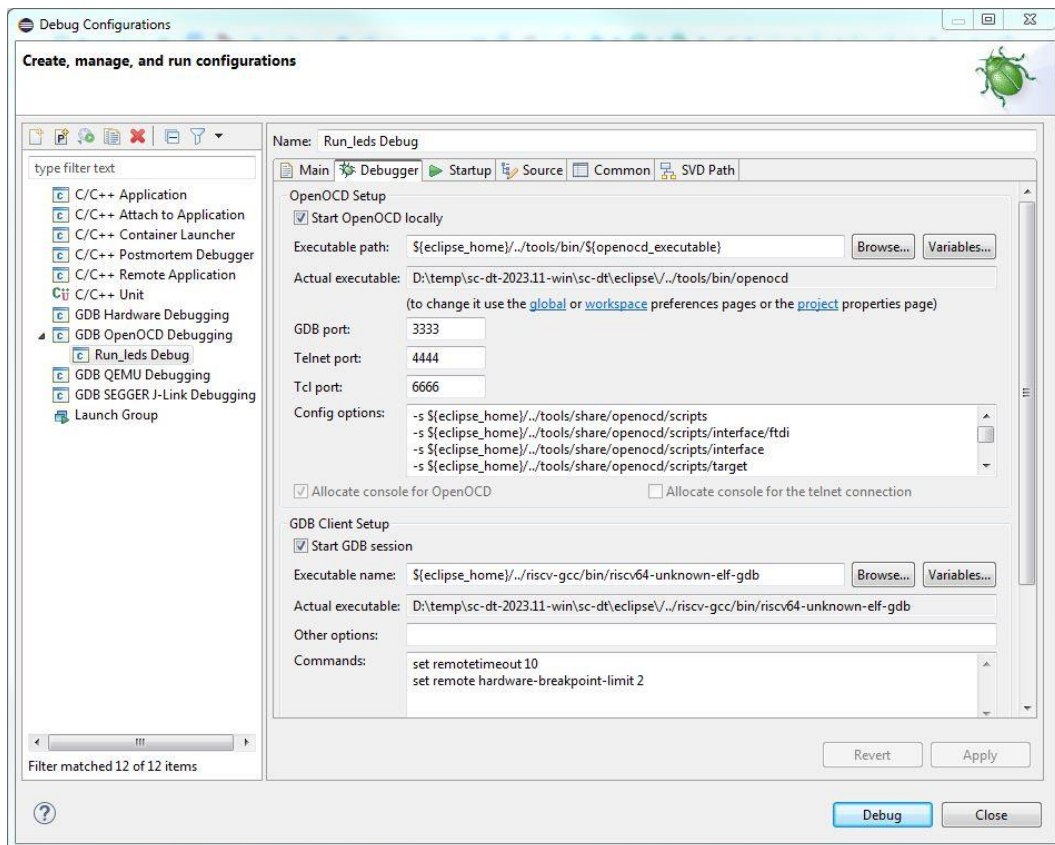 Debug Configurations
Create, manage, and run configurations
type filter text
C/C++ Application
C/C++ Attach to Application
C/C++ Container Launcher
C/C++ Postmortem Debugger
C/C++ Remote Application
C/C++ Unit
GDB Hardware Debugging
GDB OpenOCD Debugging
Run_leds Debug
GDB QEMU Debugging
GDB SEGGER J-Link Debugging
Launch Group
Filter matched 12 of 12 items
Name: Run_leds Debug
Main Debugger Startup Source Common SVD Path
OpenOCD Setup
Start OpenOCD locally
Executable path: ${eclipse_home}/../tools/bin/${openocd_executable} Browse... Variables...
Actual executable: D:\temp\sc-dt-2023.11-win\sc-dt\eclipse\/../tools/bin/openocd
(to change it use the global or workspace preferences pages or the project properties page)
GDB port: 3333
Telnet port: 4444
Tcl port: 6666
Config options: -s ${eclipse_home}/../tools/share/openocd/scripts
-s ${eclipse_home}/../tools/share/openocd/scripts/interface/ftdi
-s ${eclipse_home}/../tools/share/openocd/scripts/interface
-s ${eclipse_home}/../tools/share/openocd/scripts/target
Allocate console for OpenOCD Allocate console for the telnet connection
GDB Client Setup
Start GDB session
Executable name: ${eclipse_home}/../riscv-gcc/bin/riscv64-unknown-elf-gdb Browse... Variables...
Actual executable: D:\temp\sc-dt-2023.11-win\sc-dt\eclipse\/../riscv-gcc/bin/riscv64-unknown-elf-gdb
Other options:
Commands: set remotetimeout 10
set remote hardware-breakpoint-limit 2
Revert Apply
Debug Close